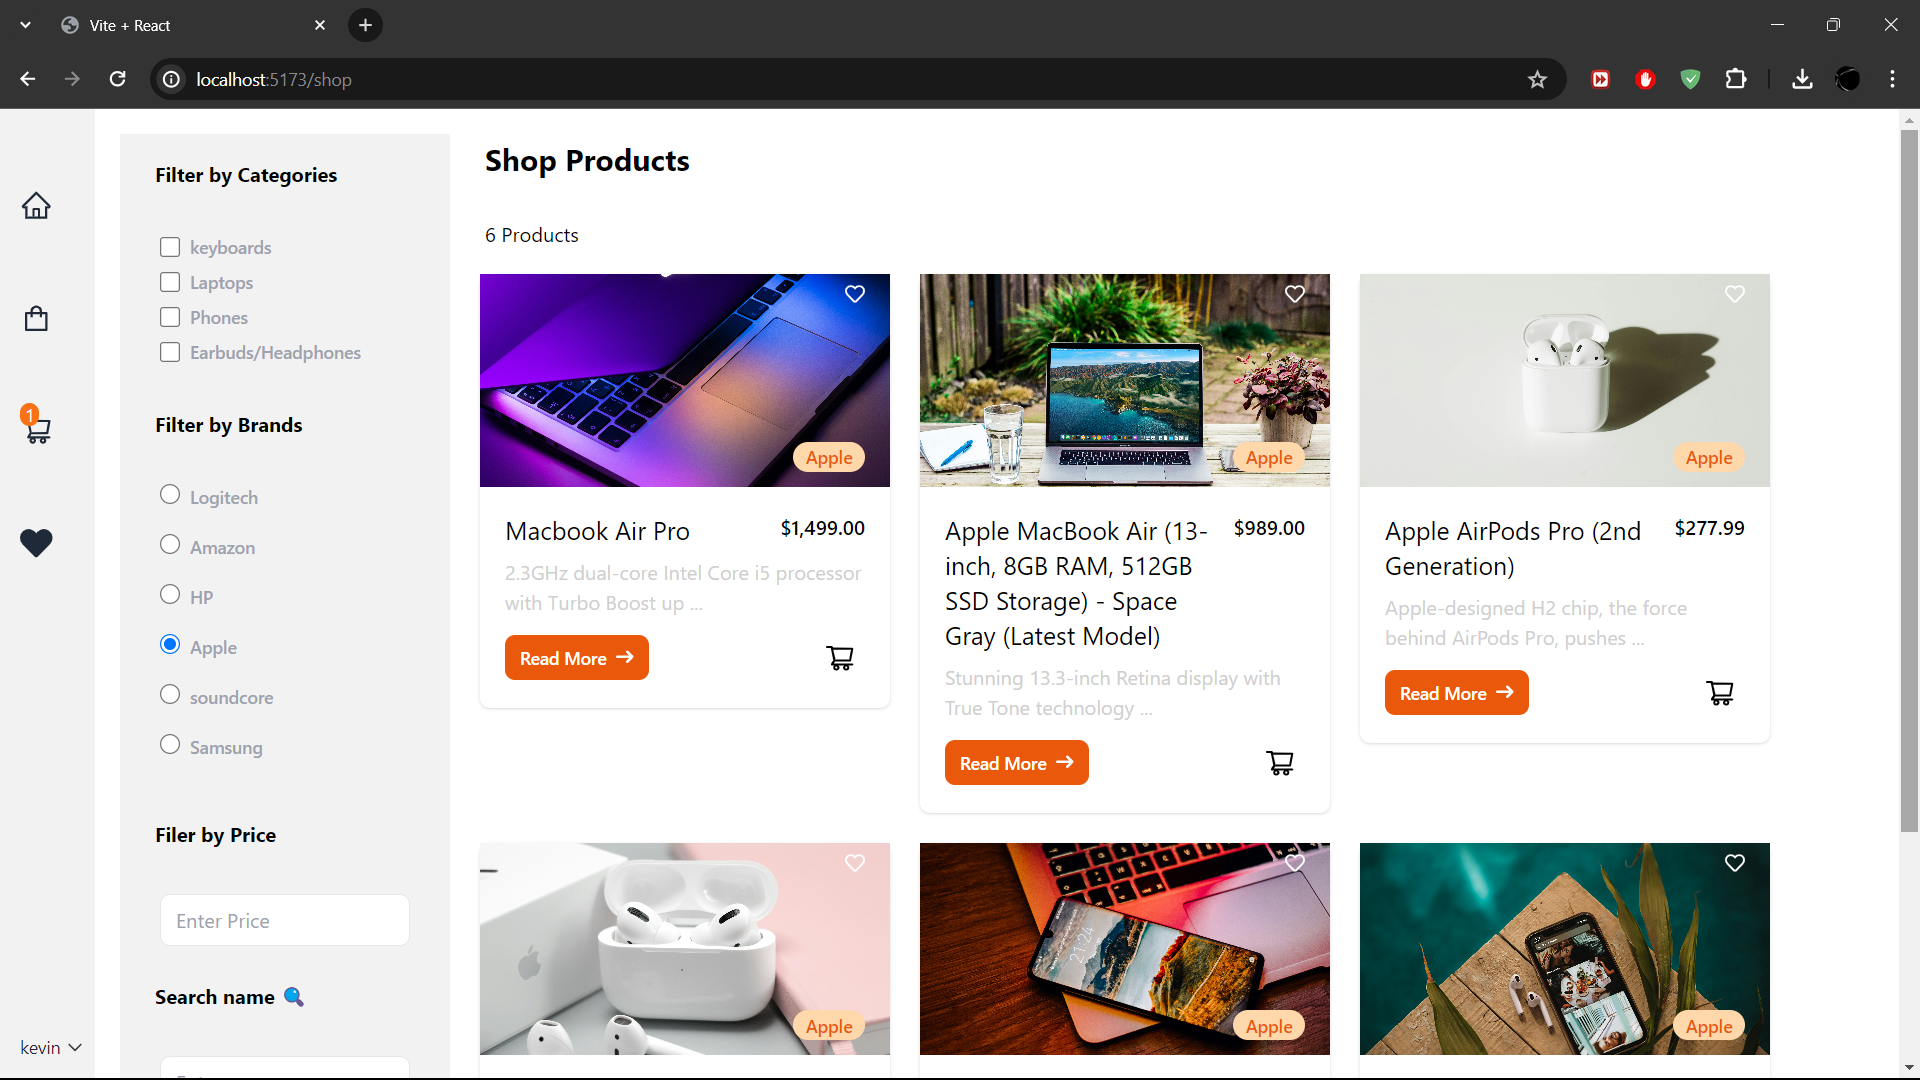 Vite + React
localhost:5173/shop
Filter by Categories
keyboards
Laptops
Phones
Earbuds/Headphones
Filter by Brands
Logitech
Amazon
HP
Apple
soundcore
Samsung
Filer by Price
Enter Price
Search name
1
kevin
Shop Products
6 Products
Apple
Macbook Air Pro
$1,499.00
2.3GHz dual-core Intel Core i5 processor
with Turbo Boost up ...
Read More
Apple
Apple MacBook Air (13-
inch, 8GB RAM, 512GB
SSD Storage) - Space
Gray (Latest Model)
$989.00
Stunning 13.3-inch Retina display with
True Tone technology ...
Read More
Apple
Apple AirPods Pro (2nd
Generation)
$277.99
Apple-designed H2 chip, the force
behind AirPods Pro, pushes ...
Read More
Apple
21:24
Apple
Apple